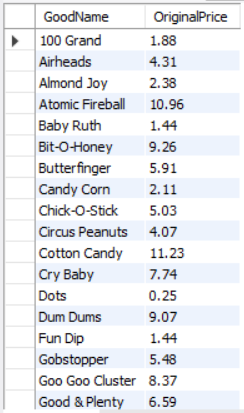 GoodName OriginalPrice
100 Grand 1.88
Airheads 4.31
Almond Joy 2.38
Atomic Fireball 10.96
Baby Ruth 1.44
Bit-O-Honey 9.26
Butterfinger 5.91
Candy Corn 2.11
Chick-O-Stick 5.03
Circus Peanuts 4.07
Cotton Candy 11.23
Cry Baby 7.74
Dots 0.25
Dum Dums 9.07
Fun Dip 1.44
Gobstopper 5.48
Goo Goo Cluster 8.37
Good & Plenty 6.59